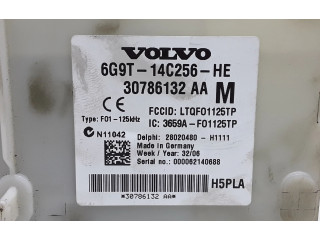 VOLVO
6G9T-14C256-HE
30786132 AA M
FCCID: LTQFO1125TP
Type: F01-125kHz IC: 3659A-FO1125TP
N11042 Delphi: 28020480 - H1111
Made in Germany
Week / Year: 32/06
Serial no.: 000062140688
H5PLA
*30786132 AA*